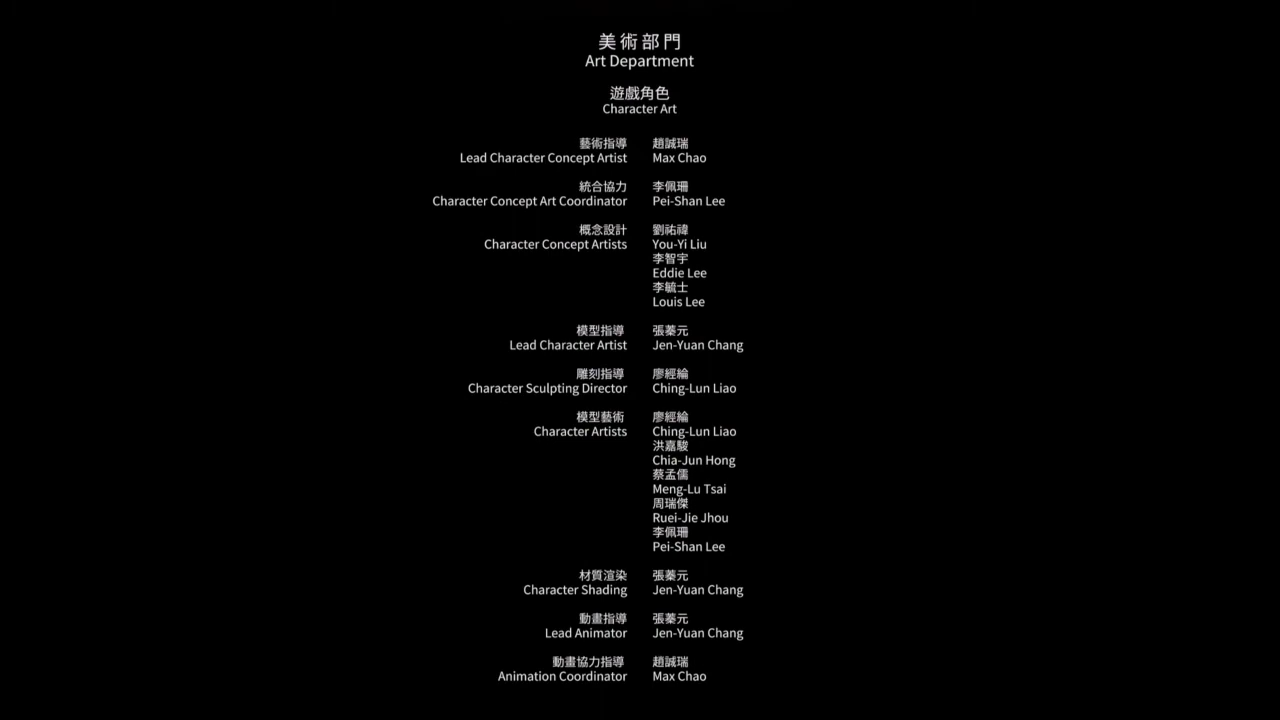 美術部門
Art Department
遊戲角色
Character Art
藝術指導 趙誠瑞
Lead Character Concept Artist Max Chao
統合協力 李佩珊
Character Concept Art Coordinator Pei-Shan Lee
概念設計 劉祐禕
Character Concept Artists You-Yi Liu
李智宇
Eddie Lee
李毓士
Louis Lee
模型指導 張蓁元
Lead Character Artist Jen-Yuan Chang
雕刻指導 廖經綸
Character Sculpting Director Ching-Lun Liao
模型藝術 廖經綸
Character Artists Ching-Lun Liao
洪嘉駿
Chia-Jun Hong
蔡孟儒
Meng-Lu Tsai
周瑞傑
Ruei-Jie Jhou
李佩珊
Pei-Shan Lee
材質渲染 張蓁元
Character Shading Jen-Yuan Chang
動畫指導 張蓁元
Lead Animator Jen-Yuan Chang
動畫協力指導 趙誠瑞
Animation Coordinator Max Chao